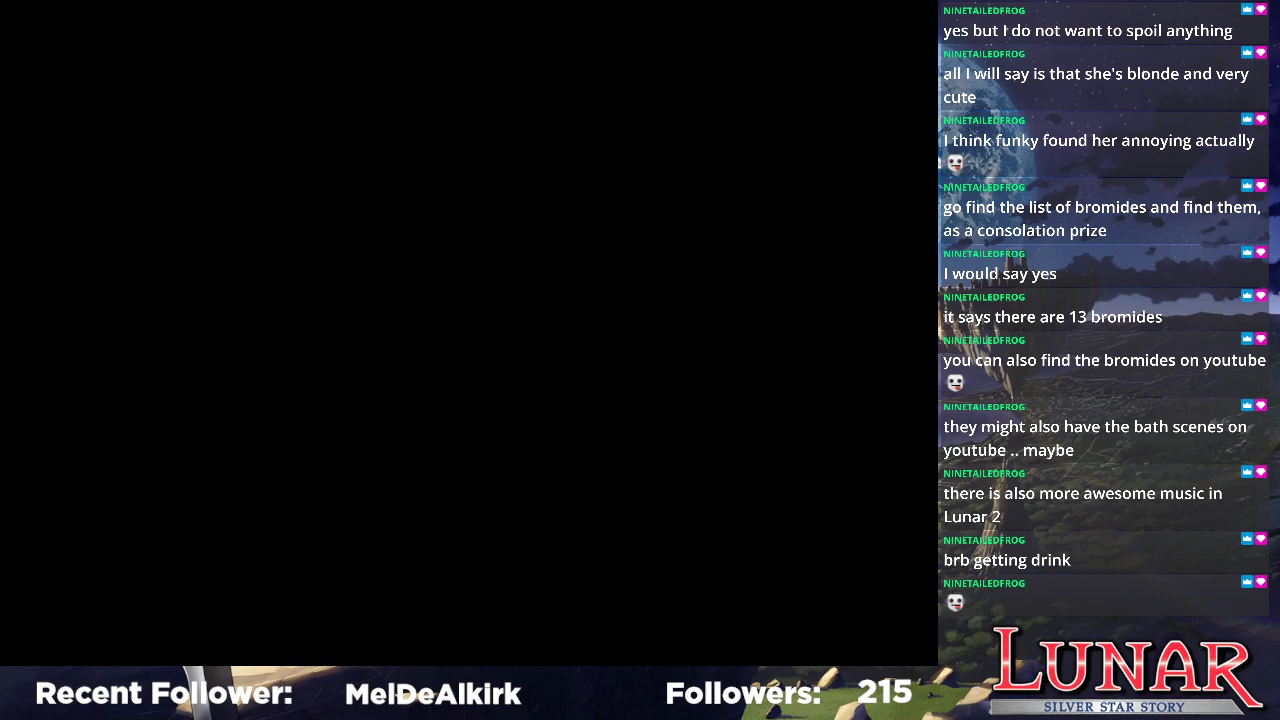 NINETAILEDFROG
yes but I do not want to spoil anything
NINETAILEDFROG
all I will say is that she's blonde and very
cute
NINETAILEDFROG
I think funky found her annoying actually
NINETAILEDFROG
go find the list of bromides and find them,
as a consolation prize
NINETAILEDFROG
I would say yes
NINETAILEDFROG
it says there are 13 bromides
NINETAILEDFROG
you can also find the bromides on youtube
NINETAILEDFROG
they might also have the bath scenes on
youtube .. maybe
NINETAILEDFROG
there is also more awesome music in
Lunar 2
NINETAILEDFROG
brb getting drink
NINETAILEDFROG
LUNAR
SILVER STAR STORY
Recent Follower: MelDeAlkirk Followers: 215